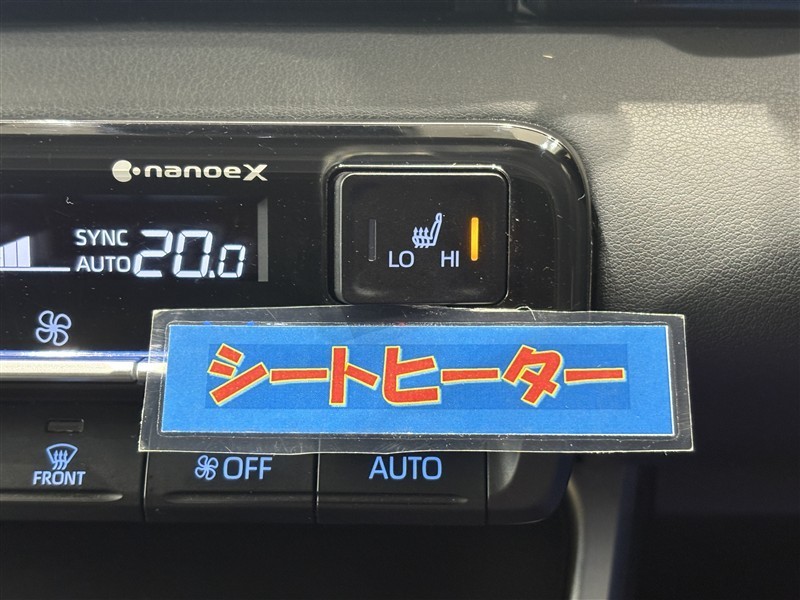 nanoeX
SYNC
AUTO 20.0
LO HI
シートヒーター
FRONT
OFF
AUTO